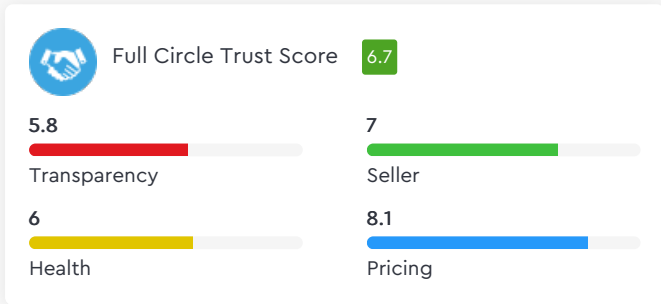 Full Circle Trust Score 6.7
5.8
Transparency
7
Seller
6
Health
8.1
Pricing